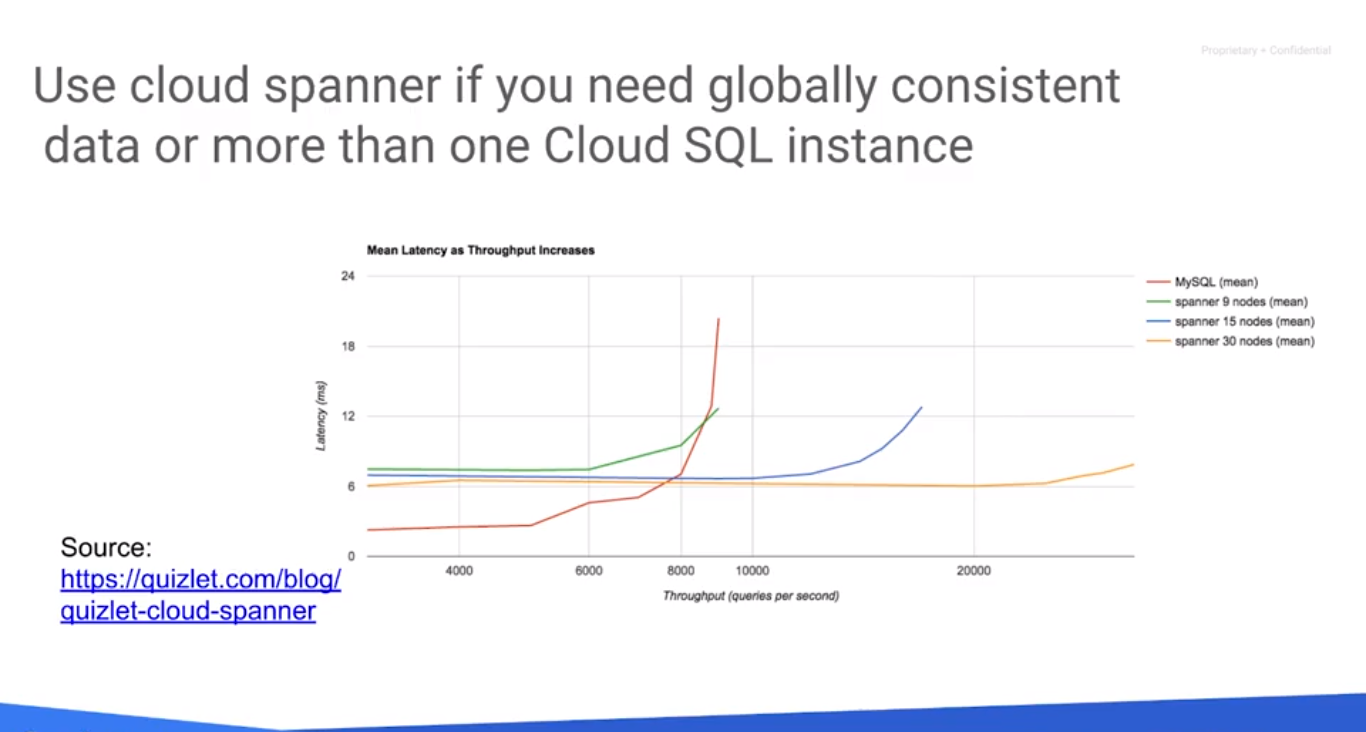 Proprietary + Confidential
Use cloud spanner if you need globally consistent
data or more than one Cloud SQL instance
Mean Latency as Throughput Increases
24
18
12
6
0
Latency (ms)
4000
6000
8000
10000
20000
Throughput (queries per second)
MySQL (mean)
spanner 9 nodes (mean)
spanner 15 nodes (mean)
spanner 30 nodes (mean)
Source:
https://quizlet.com/blog/
quizlet-cloud-spanner